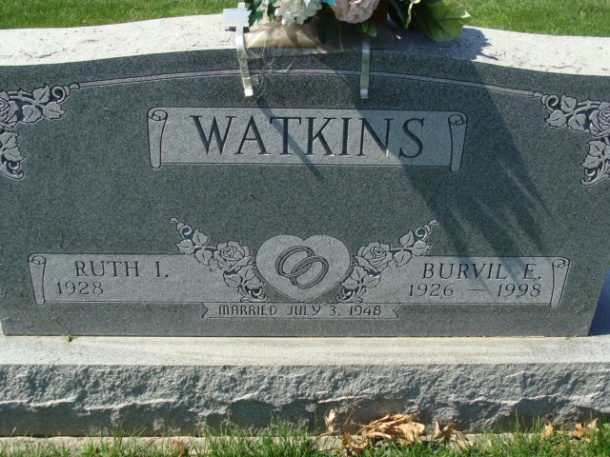 WATKINS
RUTH I.
1928
BURVIL E.
1926 — 1998
MARRIED JULY 3, 1948